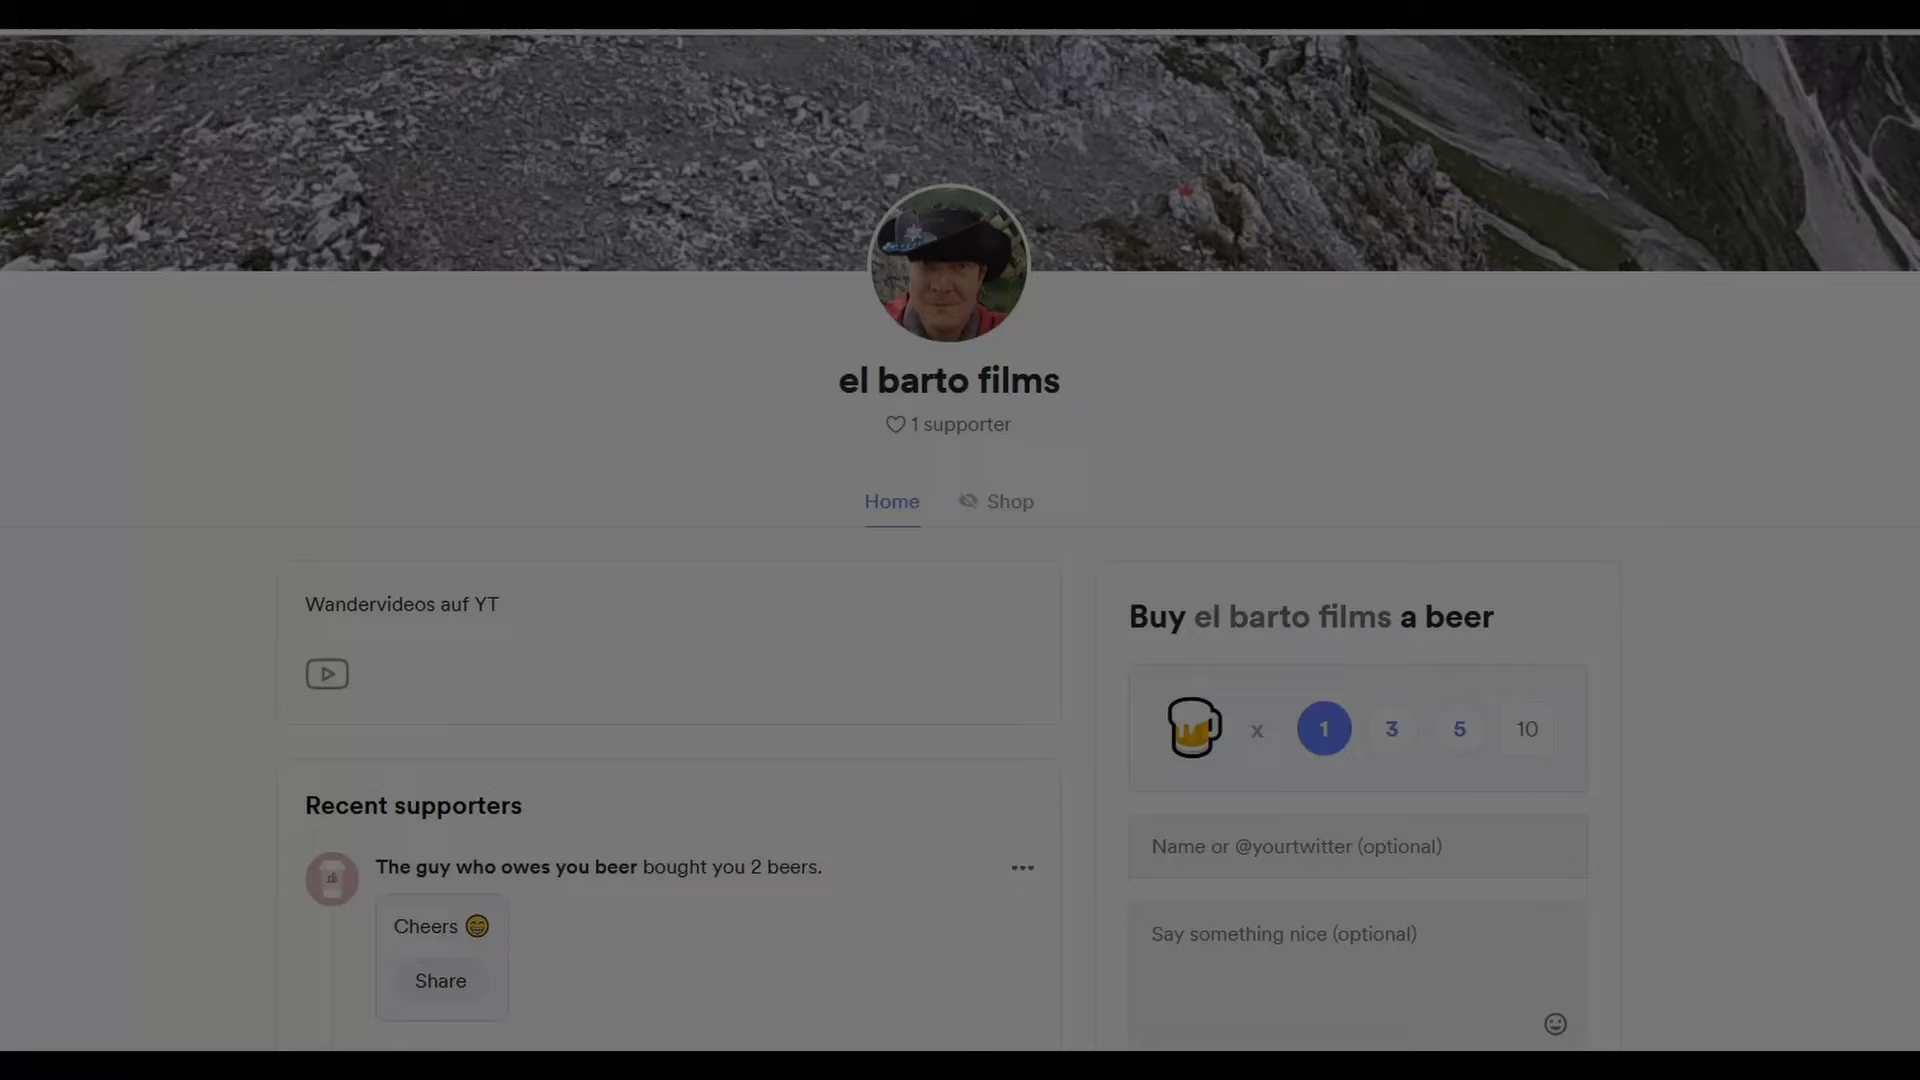 el barto films
1 supporter
Home
Shop
Wandervideos auf YT
Buy el barto films a beer
x 1 3 5 10
Recent supporters
The guy who owes you beer bought you 2 beers.
Name or @yourtwitter (optional)
Cheers 😁
Say something nice (optional)
Share